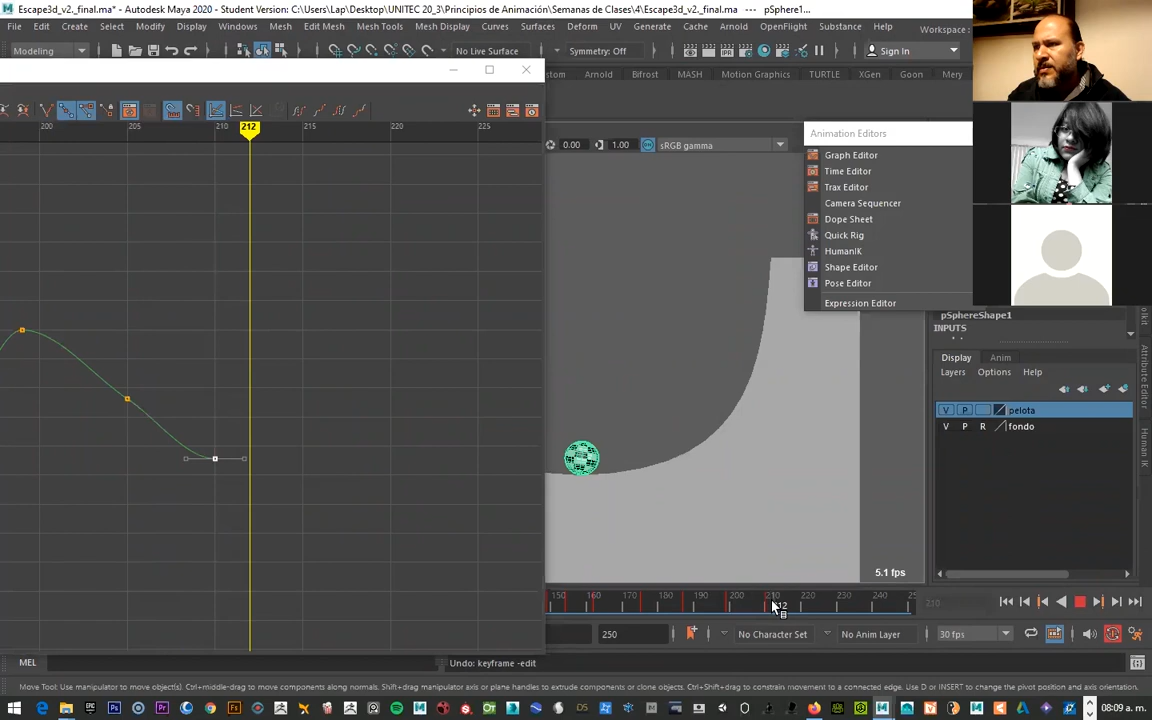 Escape3d_v2._final.ma* - Autodesk Maya 2020 - Student Version: C:\Users\Lap\Desktop\UNITEC 20_3\Principios de Animación\Semanas de Clases\4\Escape3d_v2._final.ma --- pSphere1...
File Edit Create Select Modify Display Windows Mesh Edit Mesh Mesh Tools Mesh Display Curves Surfaces Deform UV Generate Cache Arnold Help Substance Workspace:
Modeling No Live Surface Symmetry: Off Sign In
Arnold Bifrost MASH Motion Graphics TURTLE XGen Goon Mery
200 205 210 212 215 220 225
0.00 1.00 sRGB gamma
Animation Editors
Graph Editor
Time Editor
Trax Editor
Camera Sequencer
Dope Sheet
Quick Rig
HumanIK
Shape Editor
Pose Editor
Expression Editor
pSphereShape1
INPUTS
Display Anim
Layers Options Help
V P pelota
V P R fondo
Attribute Editor
Human IK
5.1 fps
150 160 170 180 190 200 210 220 230 240
212
250 No Character Set No Anim Layer 30 fps
MEL Undo: keyframe -edit
Move Tool: Use manipulator to move object(s). Ctrl+middle-drag to move components along normals. Shift+drag manipulator axis or plane handles to extrude components or clone objects. Ctrl+Shift+drag to constrain movement to a connected edge. Use D or INSERT to change the pivot position and axis orientation.
08:09 a. m.